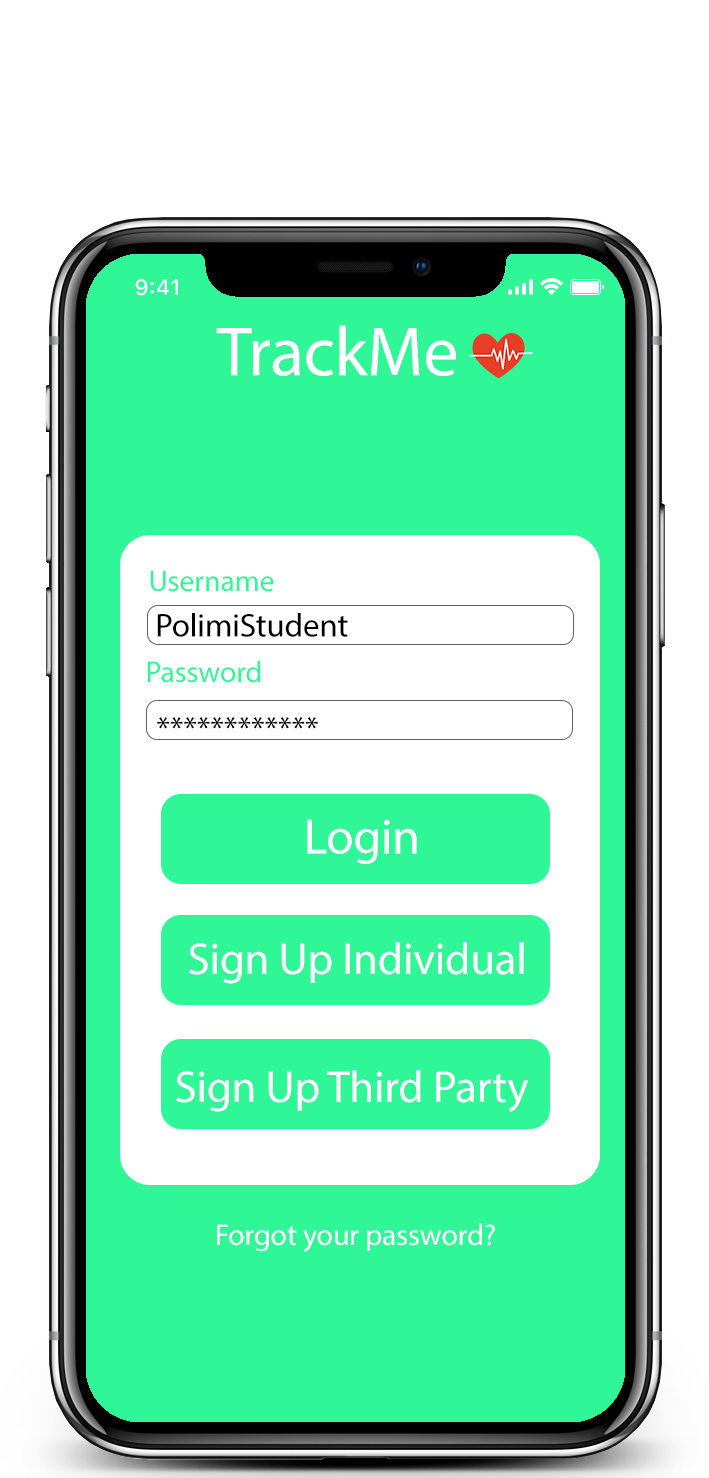 9:41
TrackMe
Username
PolimiStudent
Password
************
Login
Sign Up Individual
Sign Up Third Party
Forgot your password?